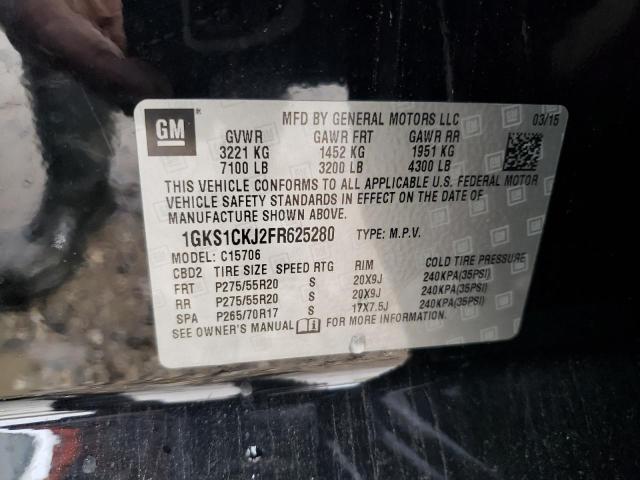 GM
MFD BY GENERAL MOTORS LLC 03/15
GVWR GAWR FRT GAWR RR
3221 KG 1452 KG 1951 KG
7100 LB 3200 LB 4300 LB
THIS VEHICLE CONFORMS TO ALL APPLICABLE U.S. FEDERAL MOTOR
VEHICLE SAFETY STANDARDS IN EFFECT ON THE DATE OF
MANUFACTURE SHOWN ABOVE.
1GKS1CKJ2FR625280 TYPE: M.P.V.
MODEL: C15706
CBD2 TIRE SIZE SPEED RTG RIM COLD TIRE PRESSURE
FRT P275/55R20 S 20X9J 240KPA(35PSI)
RR P275/55R20 S 20X9J 240KPA(35PSI)
SPA P265/70R17 S 17X7.5J 240KPA(35PSI)
SEE OWNER'S MANUAL FOR MORE INFORMATION.